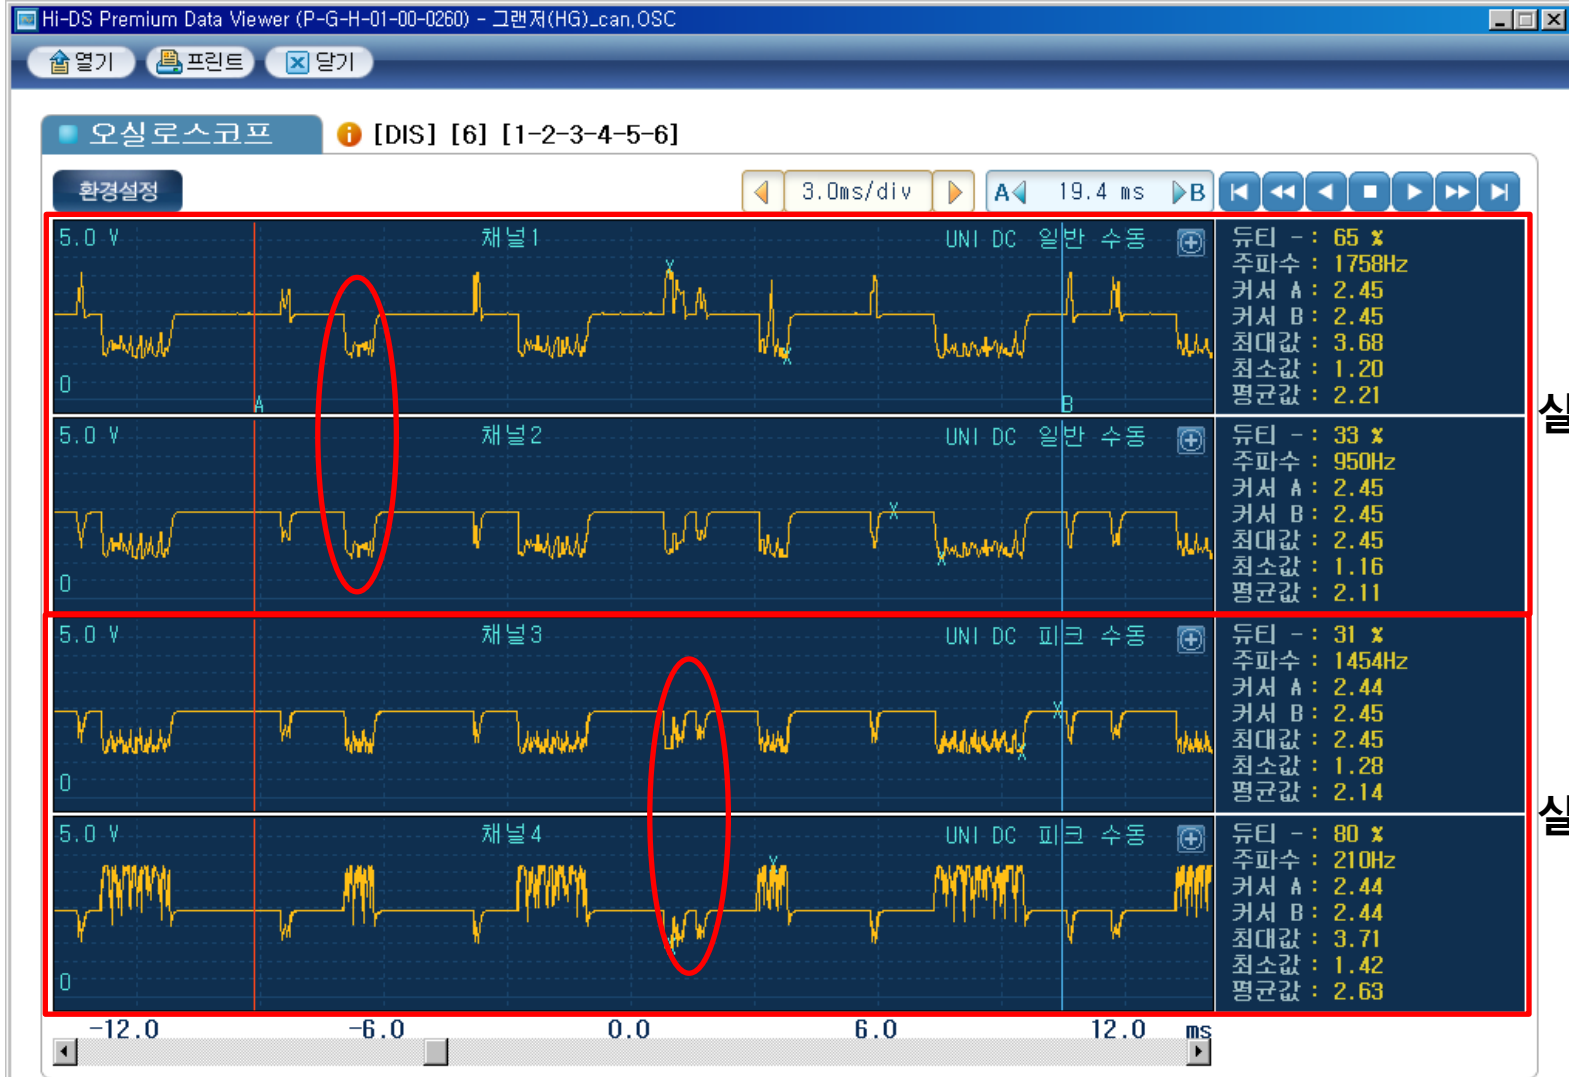 Hi-DS Premium Data Viewer (P-G-H-01-00-0260) - 그랜저(HG)_can,OSC
열기 프린트 닫기
오실로스코프 [DIS] [6] [1-2-3-4-5-6]
환경설정 3.0ms/div A 19.4 ms B
5.0 V 채널1 UNI DC 일반 수동
0
A B
듀티 - : 65 %
주파수 : 1758Hz
커서 A : 2.45
커서 B : 2.45
최대값 : 3.68
최소값 : 1.20
평균값 : 2.21
실
5.0 V 채널2 UNI DC 일반 수동
0
듀티 - : 33 %
주파수 : 950Hz
커서 A : 2.45
커서 B : 2.45
최대값 : 2.45
최소값 : 1.16
평균값 : 2.11
5.0 V 채널3 UNI DC 피크 수동
0
듀티 - : 31 %
주파수 : 1454Hz
커서 A : 2.44
커서 B : 2.45
최대값 : 2.45
최소값 : 1.28
평균값 : 2.14
실
5.0 V 채널4 UNI DC 피크 수동
0
듀티 - : 80 %
주파수 : 210Hz
커서 A : 2.44
커서 B : 2.44
최대값 : 3.71
최소값 : 1.42
평균값 : 2.63
-12.0 -6.0 0.0 6.0 12.0 ms